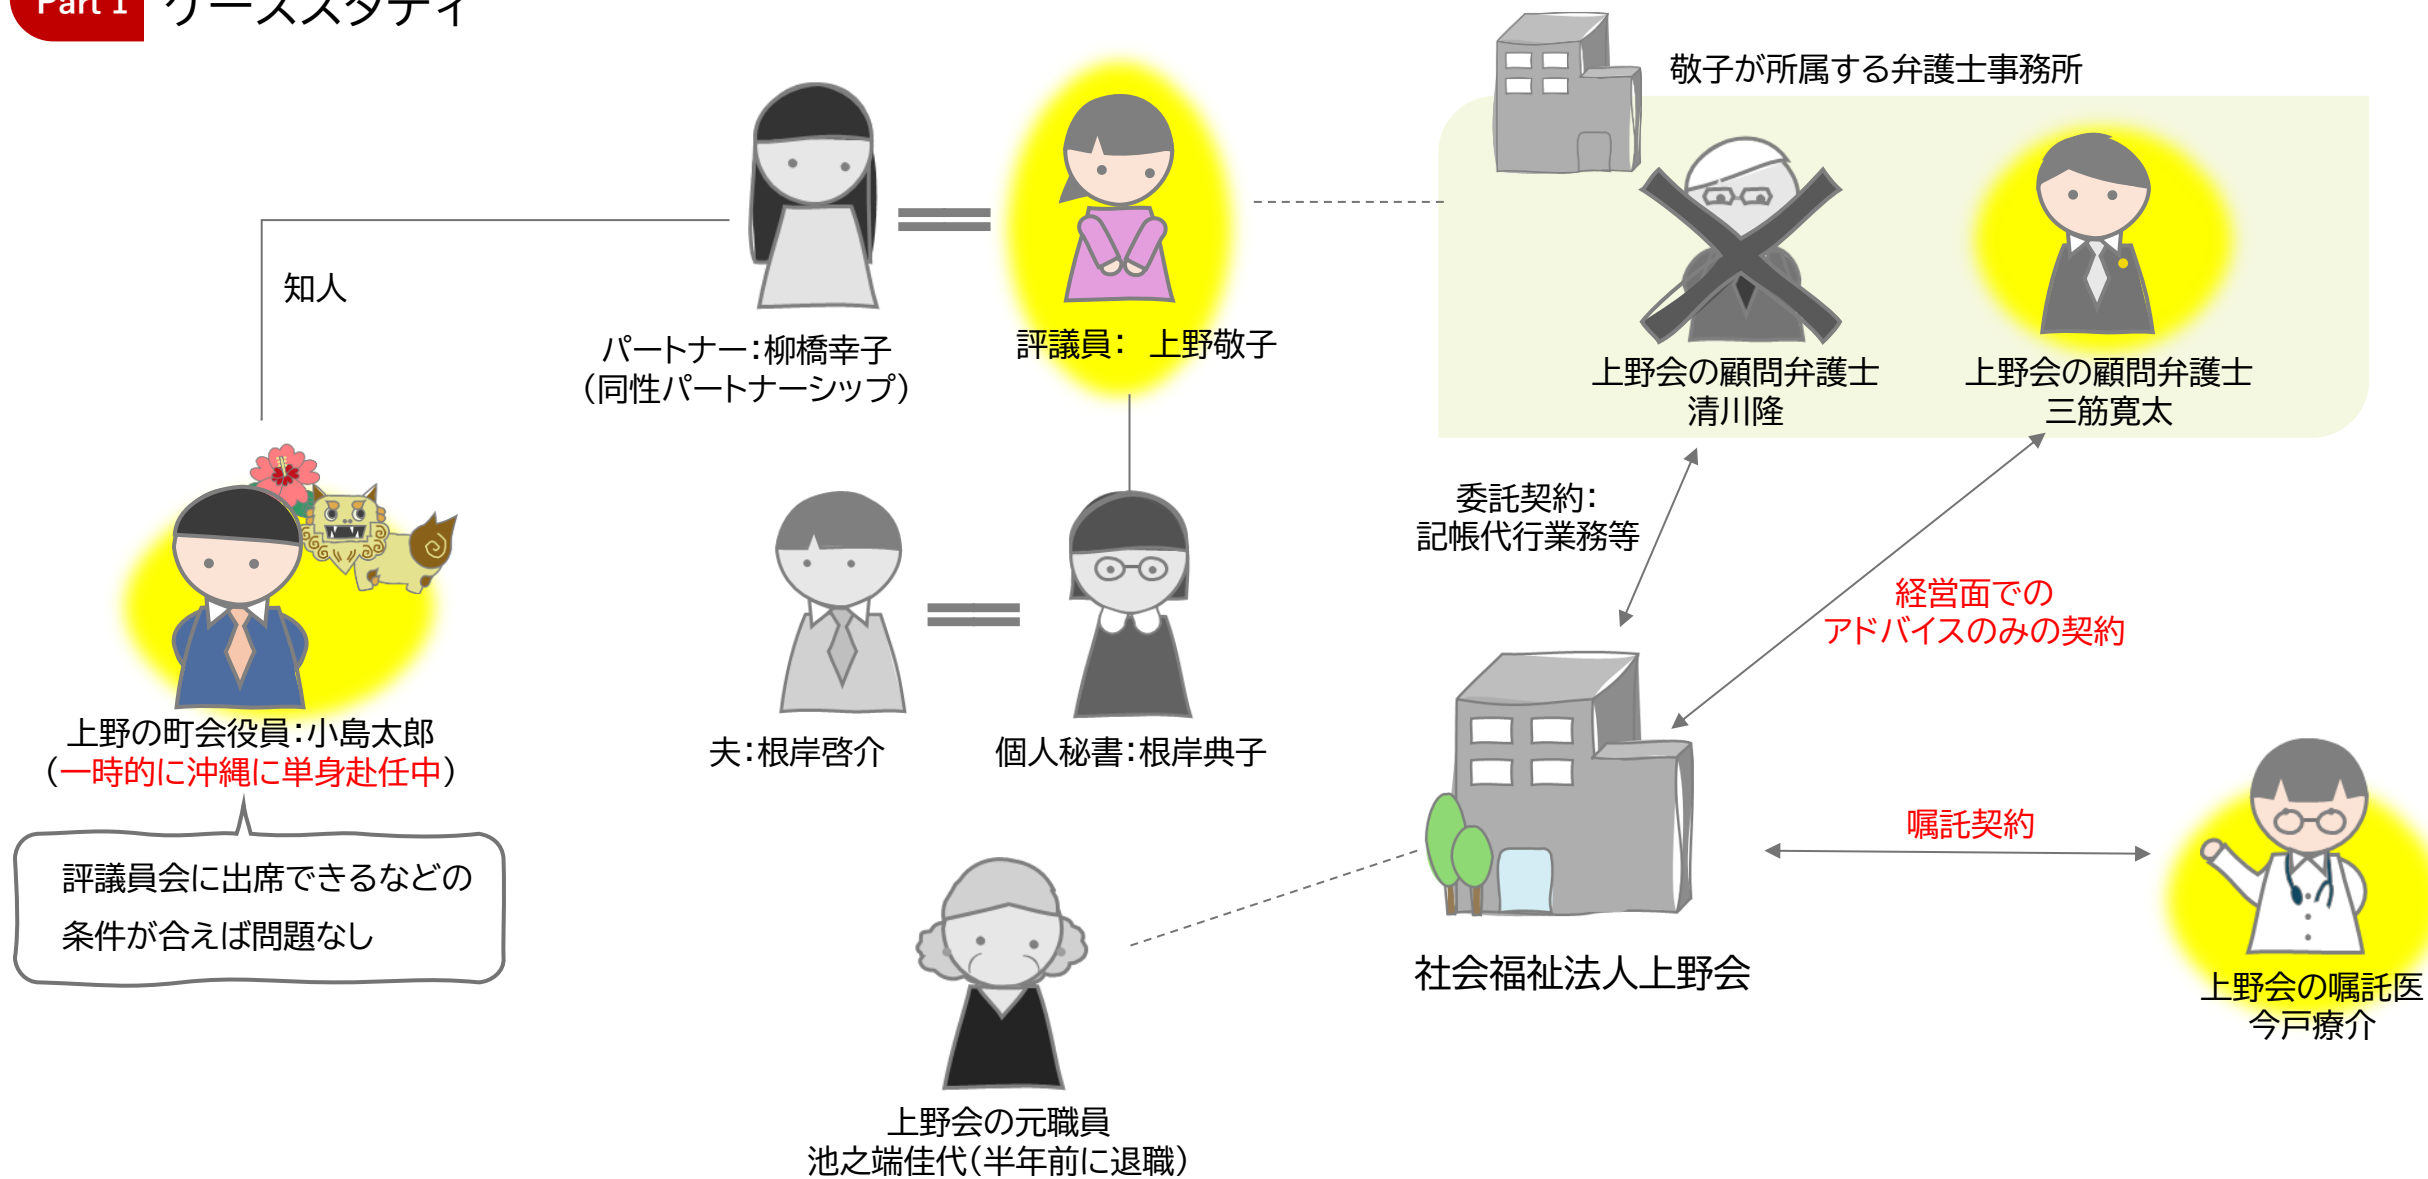 Part 1
ケーススタディ
敬子が所属する弁護士事務所
知人
パートナー：柳橋幸子
（同性パートナーシップ）
評議員： 上野敬子
上野会の顧問弁護士
清川隆
上野会の顧問弁護士
三筋寛太
委託契約：
記帳代行業務等
経営面での
アドバイスのみの契約
上野の町会役員：小島太郎
（一時的に沖縄に単身赴任中）
夫：根岸啓介
個人秘書：根岸典子
評議員会に出席できるなどの
条件が合えば問題なし
嘱託契約
社会福祉法人上野会
上野会の嘱託医
今戸療介
上野会の元職員
池之端佳代（半年前に退職）